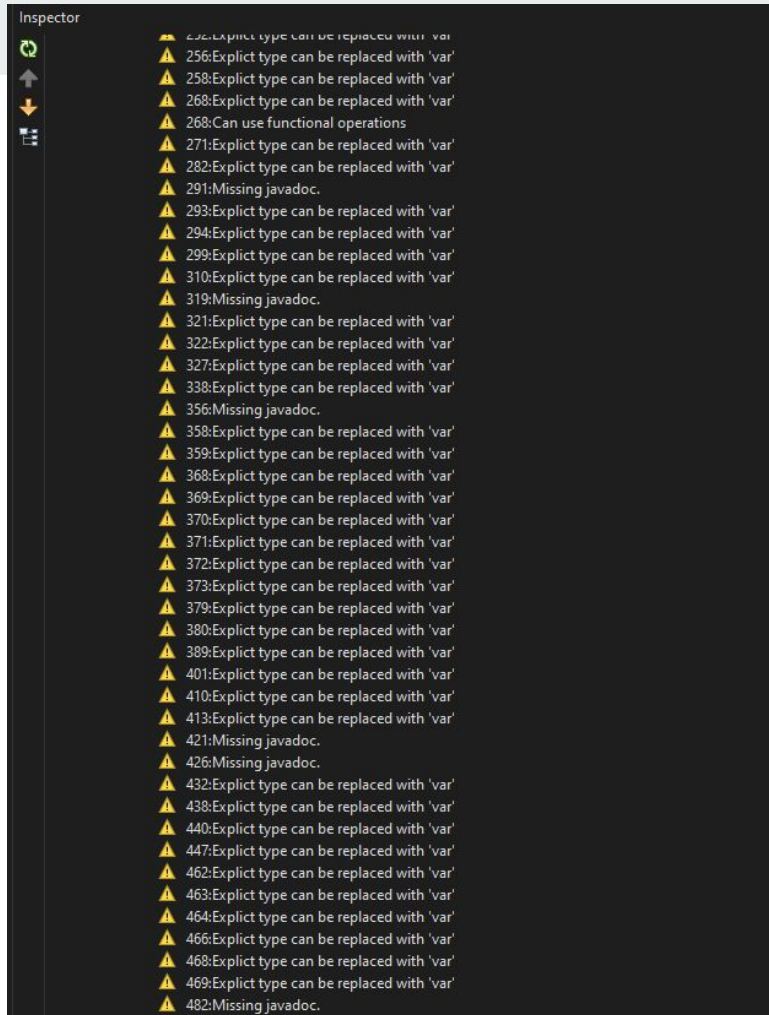 Inspector
252:Explict type can be replaced with 'var'
256:Explict type can be replaced with 'var'
258:Explict type can be replaced with 'var'
268:Explict type can be replaced with 'var'
268:Can use functional operations
271:Explict type can be replaced with 'var'
282:Explict type can be replaced with 'var'
291:Missing javadoc.
293:Explict type can be replaced with 'var'
294:Explict type can be replaced with 'var'
299:Explict type can be replaced with 'var'
310:Explict type can be replaced with 'var'
319:Missing javadoc.
321:Explict type can be replaced with 'var'
322:Explict type can be replaced with 'var'
327:Explict type can be replaced with 'var'
338:Explict type can be replaced with 'var'
356:Missing javadoc.
358:Explict type can be replaced with 'var'
359:Explict type can be replaced with 'var'
368:Explict type can be replaced with 'var'
369:Explict type can be replaced with 'var'
370:Explict type can be replaced with 'var'
371:Explict type can be replaced with 'var'
372:Explict type can be replaced with 'var'
373:Explict type can be replaced with 'var'
379:Explict type can be replaced with 'var'
380:Explict type can be replaced with 'var'
389:Explict type can be replaced with 'var'
401:Explict type can be replaced with 'var'
410:Explict type can be replaced with 'var'
413:Explict type can be replaced with 'var'
421:Missing javadoc.
426:Missing javadoc.
432:Explict type can be replaced with 'var'
438:Explict type can be replaced with 'var'
440:Explict type can be replaced with 'var'
447:Explict type can be replaced with 'var'
462:Explict type can be replaced with 'var'
463:Explict type can be replaced with 'var'
464:Explict type can be replaced with 'var'
466:Explict type can be replaced with 'var'
468:Explict type can be replaced with 'var'
469:Explict type can be replaced with 'var'
482:Missing javadoc.